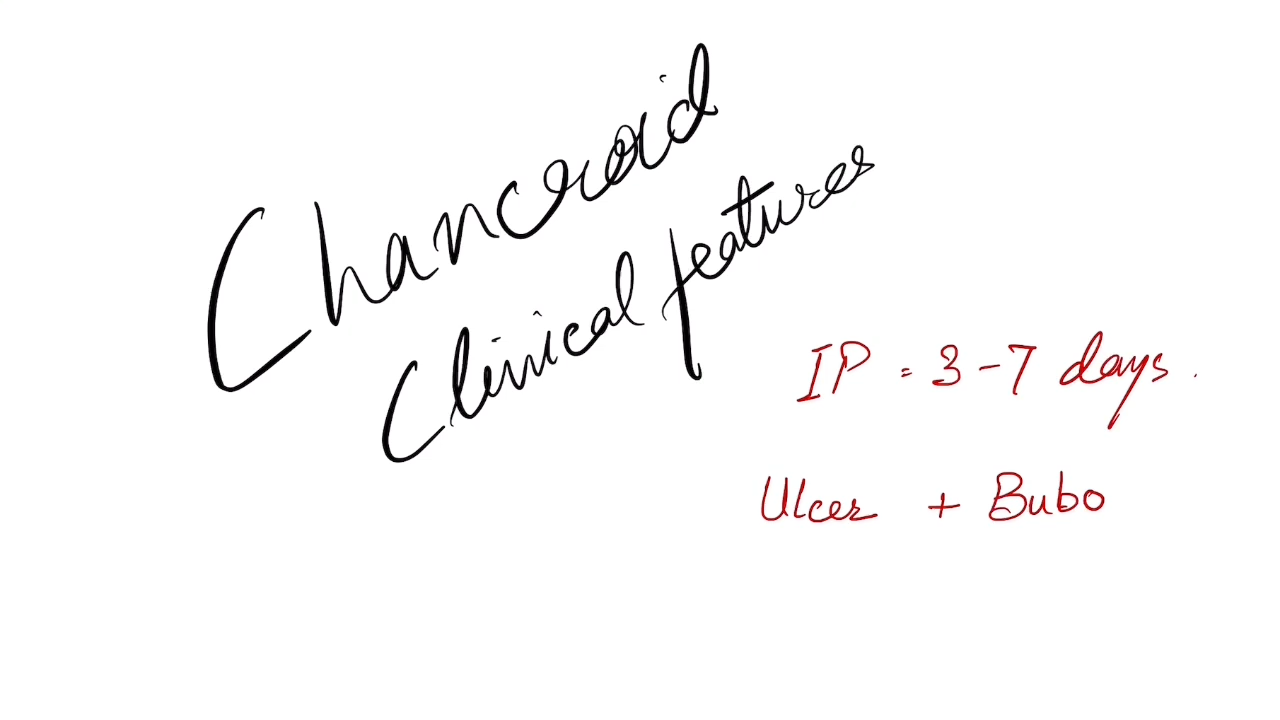 Chancroid
Clinical features
IP = 3-7 days.
Ulcer + Bubo